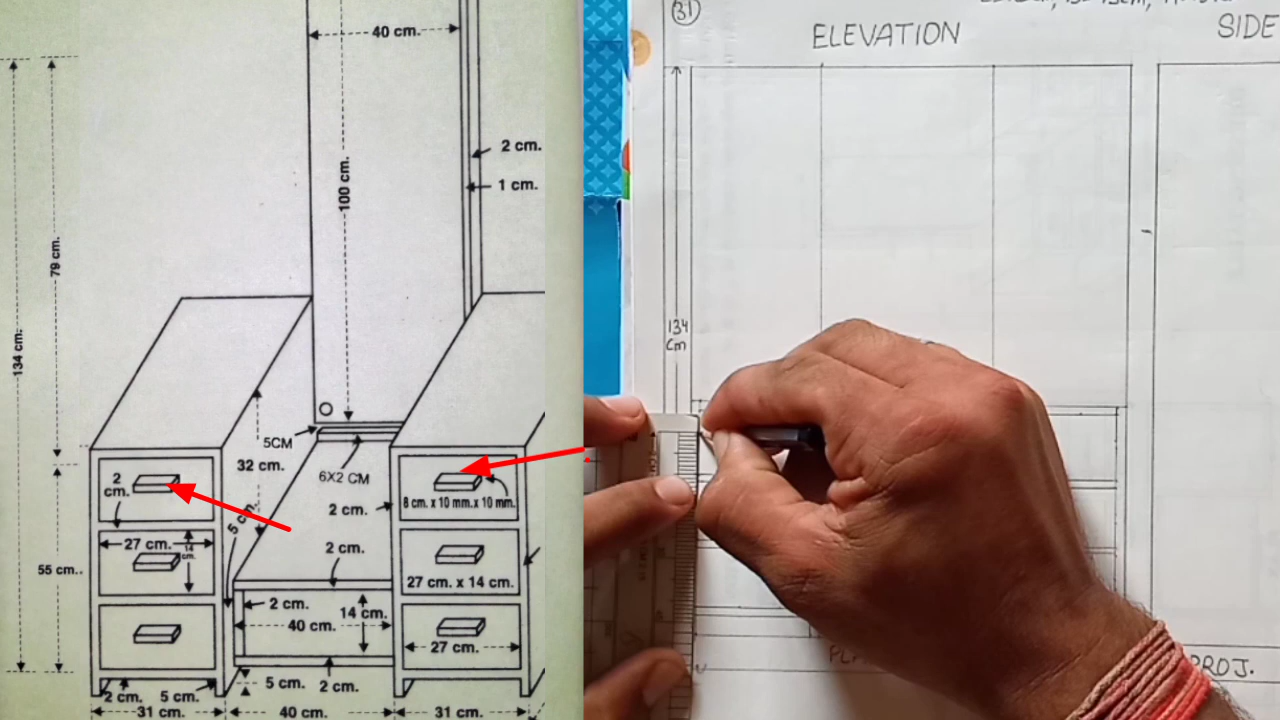 40 cm.
2 cm.
1 cm.
100 cm.
79 cm.
134 cm.
5CM
32 cm.
6X2 CM
2 cm.
8 cm. x 10 mm.x 10 mm.
2 cm.
5 cm.
27 cm.
14 cm.
2 cm.
55 cm..
27 cm. x 14 cm.
2 cm.
14 cm.
40 cm.
27 cm.
5 cm.
2 cm.
2 cm.
5 cm.
31 cm.
40 cm.
31 cm.
31
ELEVATION
SIDE
134
Cm
PROJ.